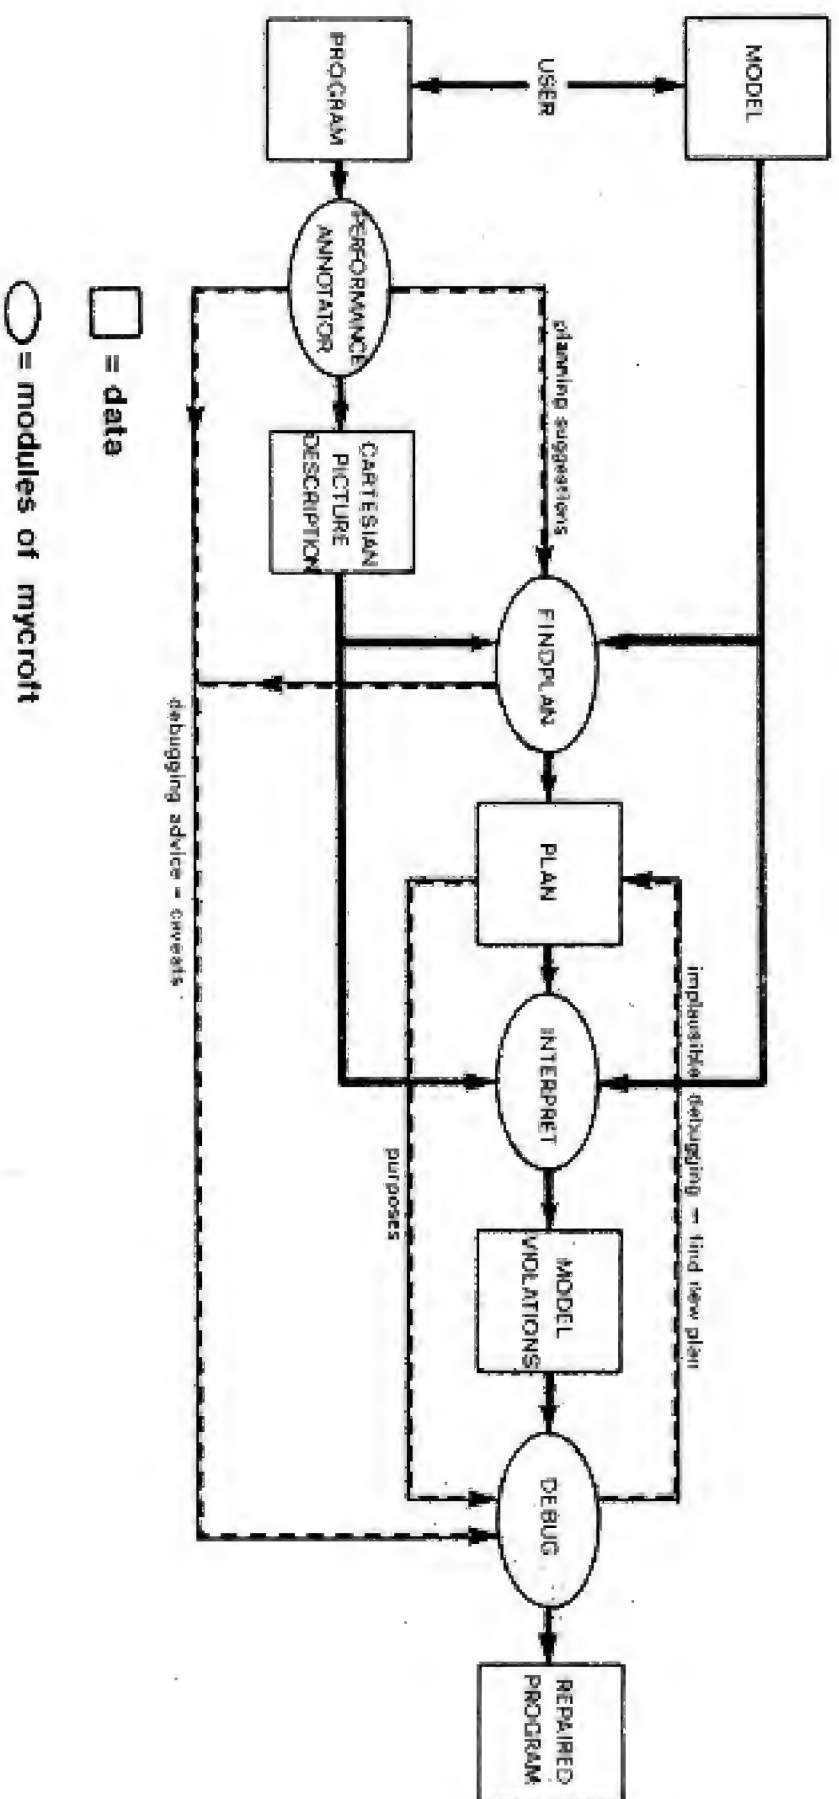 MODEL
USER
PROGRAM
PERFORMANCE
ANNOTATOR
planning suggestions
CARTESIAN
PICTURE
DESCRIPTION
FINDPLAN
PLAN
INTERPRET
MODEL
VIOLATIONS
DEBUG
REPAIRED
PROGRAM
implausible debugging - find new plan
purposes
debugging advice - caveats
= data
= modules of mycroft